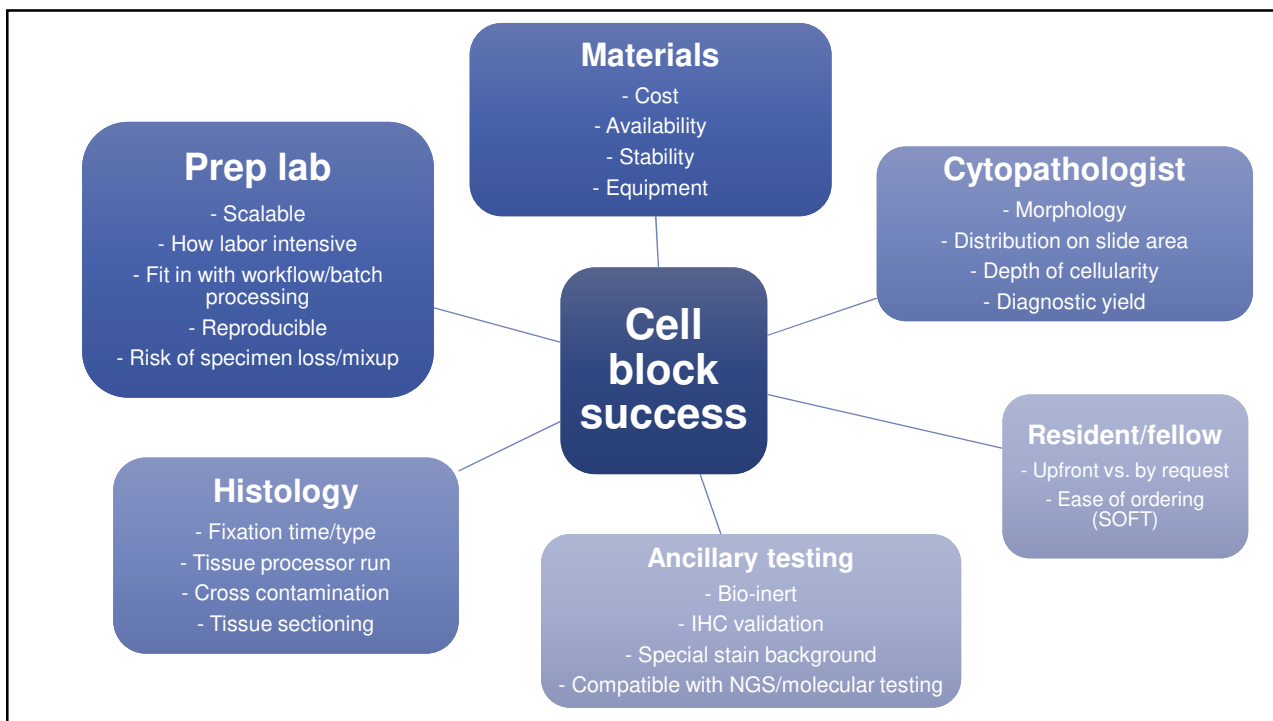 Materials
- Cost
- Availability
- Stability
- Equipment
Prep lab
- Scalable
- How labor intensive
- Fit in with workflow/batch
processing
- Reproducible
- Risk of specimen loss/mixup
Cytopathologist
- Morphology
- Distribution on slide area
- Depth of cellularity
- Diagnostic yield
Cell
block
success
Resident/fellow
- Upfront vs. by request
- Ease of ordering
(SOFT)
Histology
- Fixation time/type
- Tissue processor run
- Cross contamination
- Tissue sectioning
Ancillary testing
- Bio-inert
- IHC validation
- Special stain background
- Compatible with NGS/molecular testing